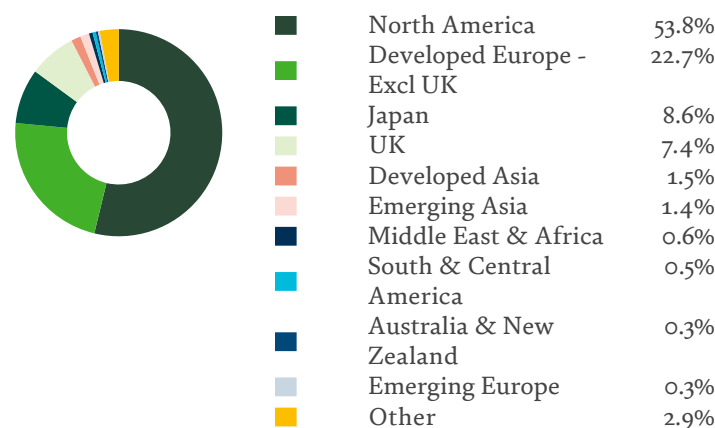 North America 53.8%
Developed Europe - 22.7%
Excl UK
Japan 8.6%
UK 7.4%
Developed Asia 1.5%
Emerging Asia 1.4%
Middle East & Africa 0.6%
South & Central 0.5%
America
Australia & New 0.3%
Zealand
Emerging Europe 0.3%
Other 2.9%